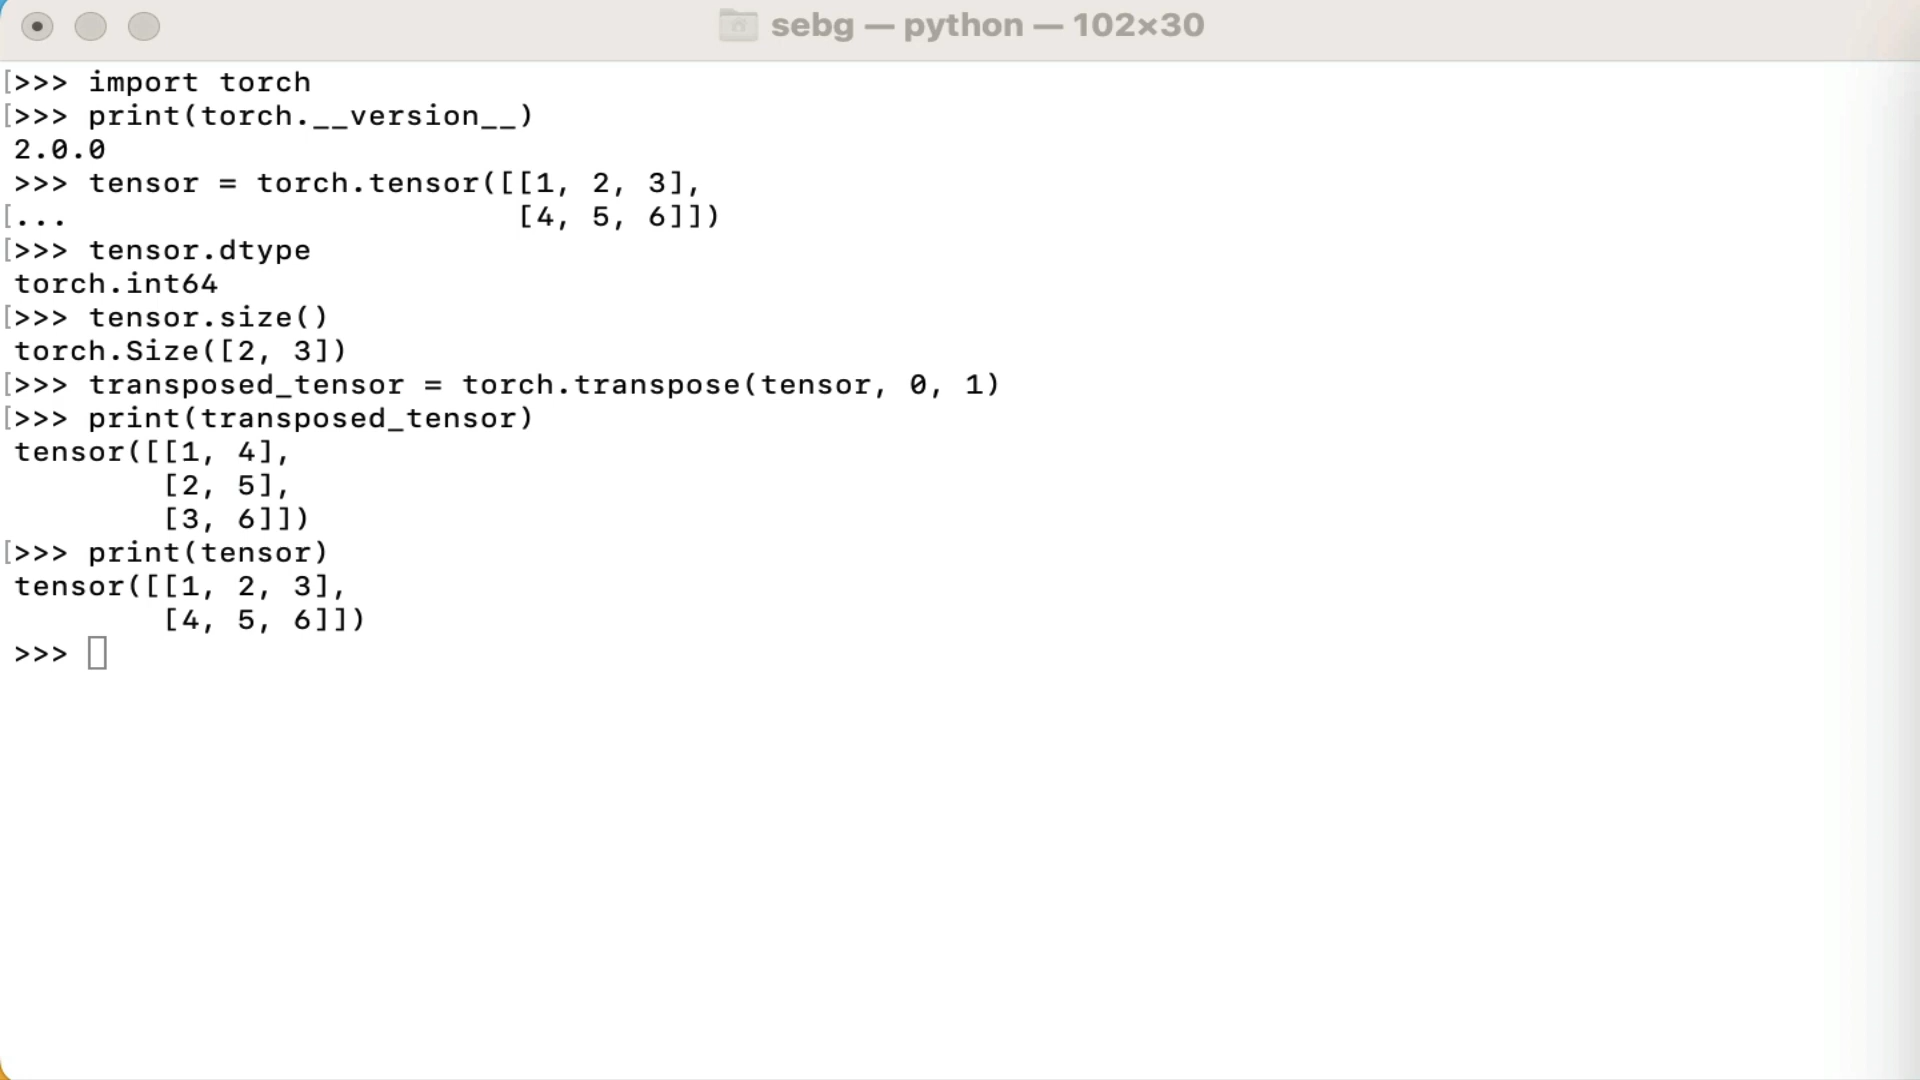 sebg — python — 102×30
[>>> import torch
[>>> print(torch.__version__)
2.0.0
>>> tensor = torch.tensor([[1, 2, 3],
[...                         [4, 5, 6]])
[>>> tensor.dtype
torch.int64
[>>> tensor.size()
torch.Size([2, 3])
[>>> transposed_tensor = torch.transpose(tensor, 0, 1)
[>>> print(transposed_tensor)
tensor([[1, 4],
        [2, 5],
        [3, 6]])
[>>> print(tensor)
tensor([[1, 2, 3],
        [4, 5, 6]])
>>>